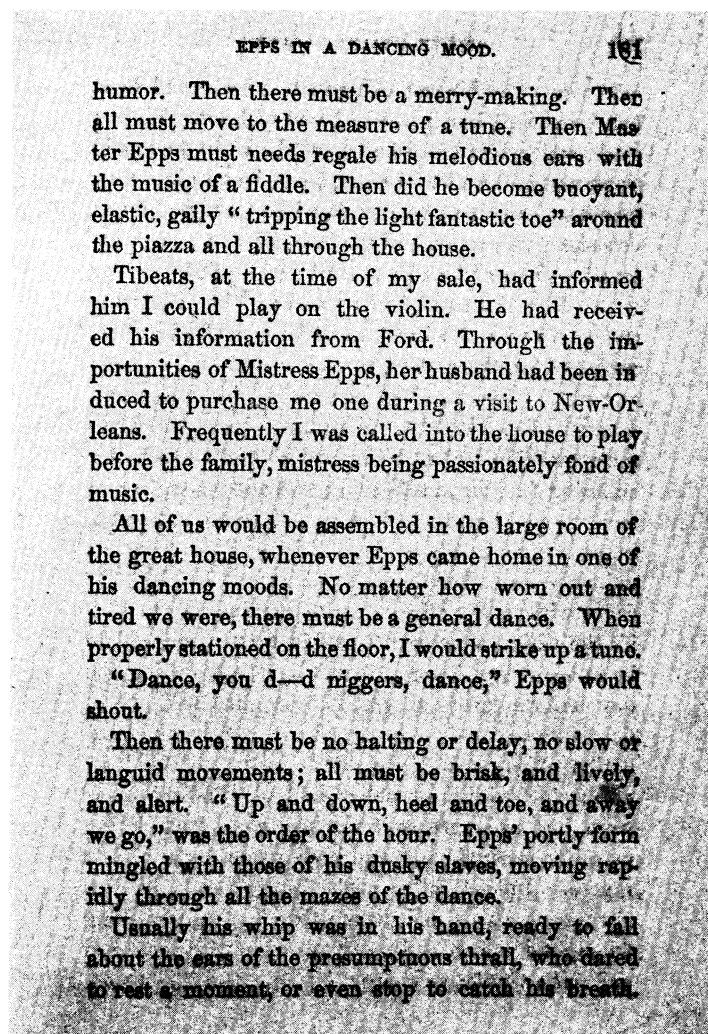 EPPS IN A DANCING MOOD. 181
humor. Then there must be a merry-making. Then
all must move to the measure of a tune. Then Mas-
ter Epps must needs regale his melodious ears with
the music of a fiddle. Then did he become buoyant,
elastic, gaily “ tripping the light fantastic toe” around
the piazza and all through the house.
Tibeats, at the time of my sale, had informed
him I could play on the violin. He had receiv-
ed his information from Ford. Through the im-
portunities of Mistress Epps, her husband had been in
duced to purchase me one during a visit to New-Or-
leans. Frequently I was called into the house to play
before the family, mistress being passionately fond of
music.
All of us would be assembled in the large room of
the great house, whenever Epps came home in one of
his dancing moods. No matter how worn out and
tired we were, there must be a general dance. When
properly stationed on the floor, I would strike up a tune.
“Dance, you d—d niggers, dance,” Epps would
shout.
Then there must be no halting or delay, no slow or
languid movements; all must be brisk, and lively,
and alert. “Up and down, heel and toe, and away
we go,” was the order of the hour. Epps’ portly form
mingled with those of his dusky slaves, moving rap-
idly through all the mazes of the dance.
Usually his whip was in his hand, ready to fall
about the ears of the presumptuous thrall, who dared
to rest a moment, or even stop to catch his breath.